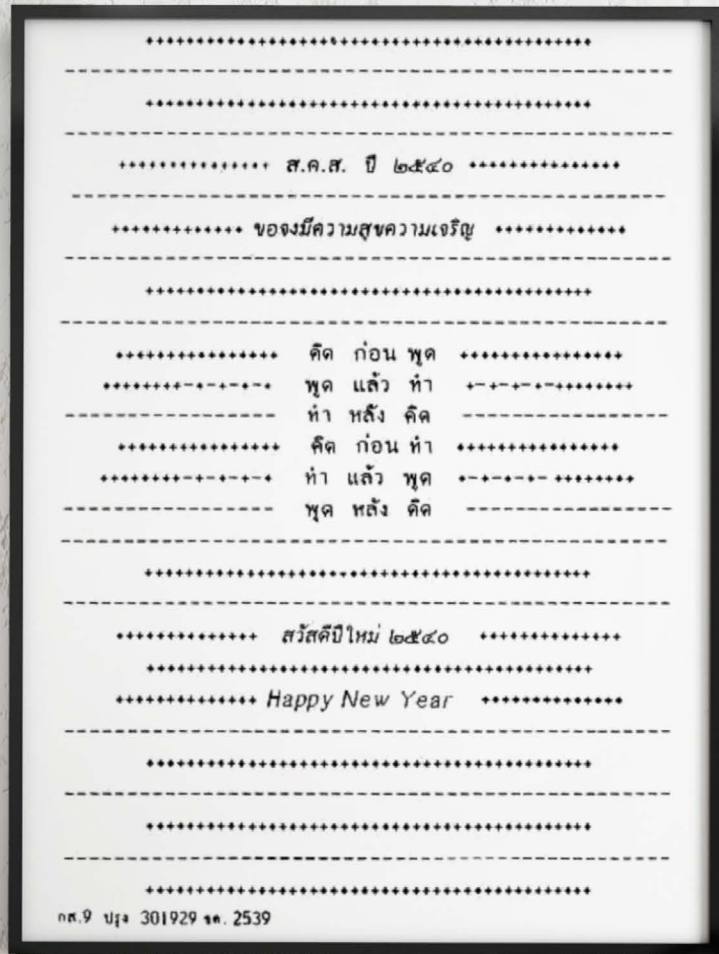 ส.ค.ส. ปี ๒๕๔๐
ขอจงมีความสุขความเจริญ
คิด ก่อน พูด
พูด แล้ว ทำ
ทำ หลัง คิด
คิด ก่อน ทำ
ทำ แล้ว พูด
พูด หลัง คิด
สวัสดีปีใหม่ ๒๕๔๐
Happy New Year
กส.9 ปรุง 301929 ธค. 2539